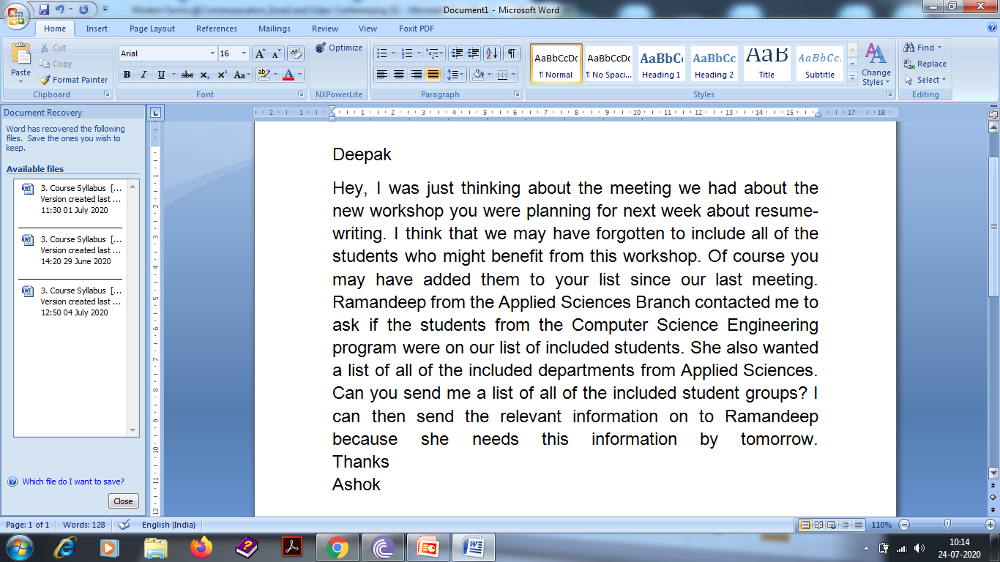 Document1 - Microsoft Word
Home Insert Page Layout References Mailings Review View Foxit PDF
Paste
Cut
Copy
Format Painter
Clipboard
Arial 16
Font
Optimize
NXPowerLite
Paragraph
AaBbCcDc AaBbCcDc AaBbC AaBbCc AaB AaBbCc.
¶ Normal ¶ No Spaci... Heading 1 Heading 2 Title Subtitle
Change Styles
Styles
Find
Replace
Select
Editing
Document Recovery
Word has recovered the following
files. Save the ones you wish to
keep.
Available files
3. Course Syllabus [...
Version created last ...
11:30 01 July 2020
3. Course Syllabus [...
Version created last ...
14:20 29 June 2020
3. Course Syllabus [...
Version created last ...
12:50 04 July 2020
Which file do I want to save?
Close
Deepak
Hey, I was just thinking about the meeting we had about the
new workshop you were planning for next week about resume-
writing. I think that we may have forgotten to include all of the
students who might benefit from this workshop. Of course you
may have added them to your list since our last meeting.
Ramandeep from the Applied Sciences Branch contacted me to
ask if the students from the Computer Science Engineering
program were on our list of included students. She also wanted
a list of all of the included departments from Applied Sciences.
Can you send me a list of all of the included student groups? I
can then send the relevant information on to Ramandeep
because she needs this information by tomorrow.
Thanks
Ashok
Page: 1 of 1 Words: 128 English (India) 110%
10:14
24-07-2020